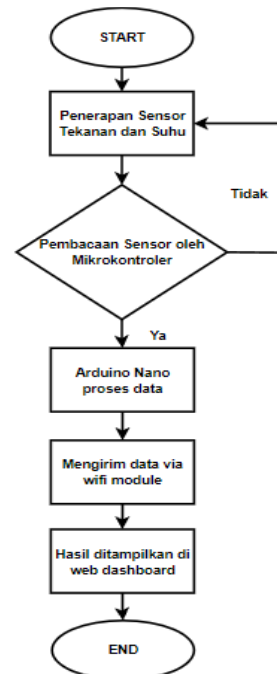 START
Penerapan Sensor
Tekanan dan Suhu
Tidak
Pembacaan Sensor oleh
Mikrokontroler
Ya
Arduino Nano
proses data
Mengirim data via
wifi module
Hasil ditampilkan di
web dashboard
END